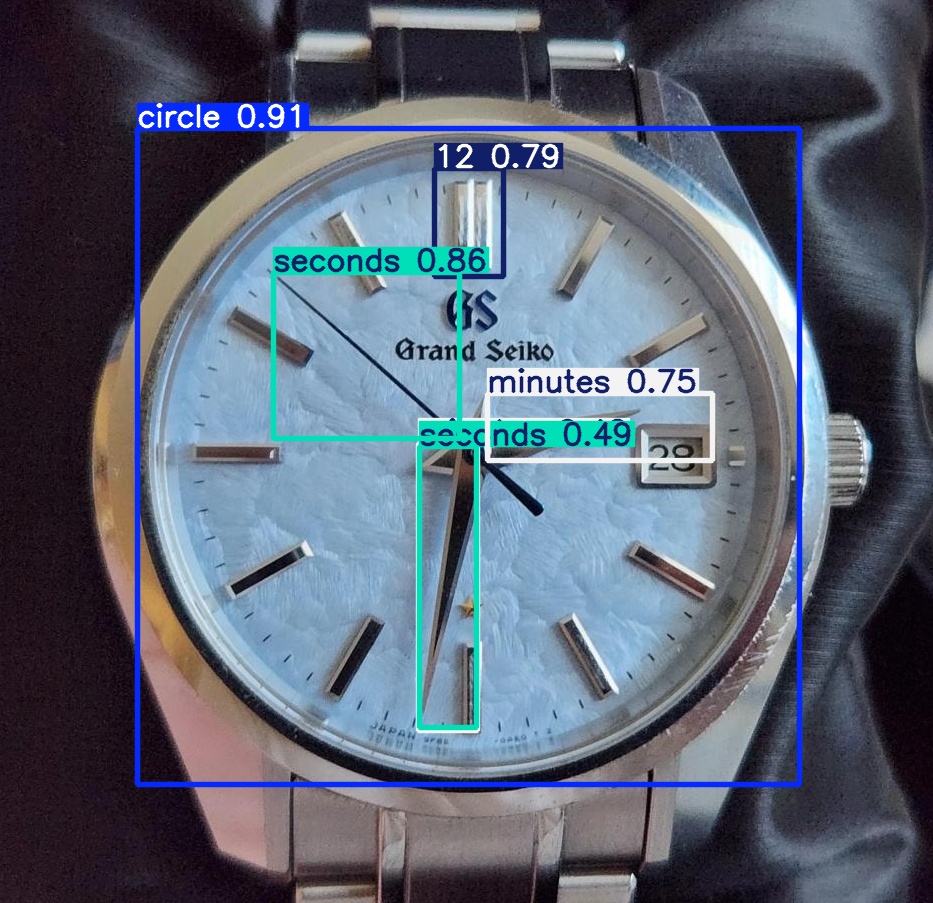 circle 0.91
12 0.79
seconds 0.86
GS
Grand Seiko
minutes 0.75
seconds 0.49
28
JAPAN